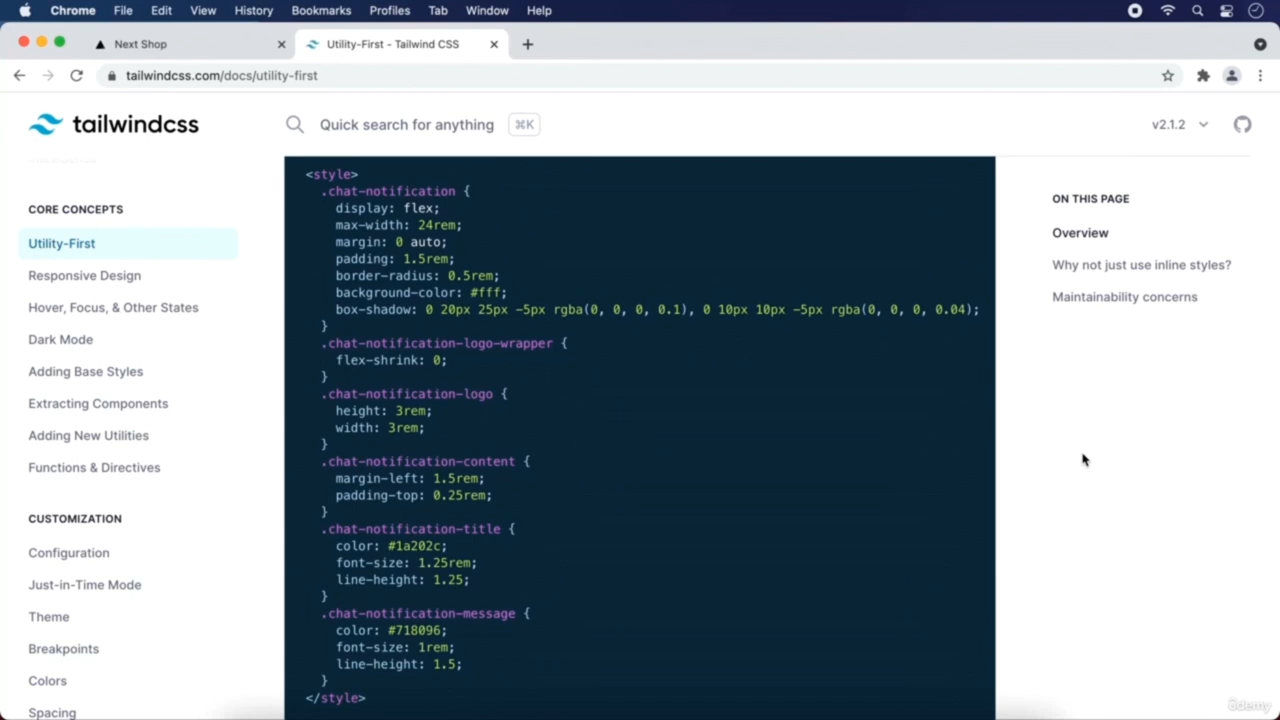 Chrome File Edit View History Bookmarks Profiles Tab Window Help
Next Shop
Utility-First - Tailwind CSS
tailwindcss.com/docs/utility-first
tailwindcss
Quick search for anything ⌘K
v2.1.2
CORE CONCEPTS
Utility-First
Responsive Design
Hover, Focus, & Other States
Dark Mode
Adding Base Styles
Extracting Components
Adding New Utilities
Functions & Directives
CUSTOMIZATION
Configuration
Just-in-Time Mode
Theme
Breakpoints
Colors
Spacing
<style>
.chat-notification {
display: flex;
max-width: 24rem;
margin: 0 auto;
padding: 1.5rem;
border-radius: 0.5rem;
background-color: #fff;
box-shadow: 0 20px 25px -5px rgba(0, 0, 0, 0.1), 0 10px 10px -5px rgba(0, 0, 0, 0.04);
}
.chat-notification-logo-wrapper {
flex-shrink: 0;
}
.chat-notification-logo {
height: 3rem;
width: 3rem;
}
.chat-notification-content {
margin-left: 1.5rem;
padding-top: 0.25rem;
}
.chat-notification-title {
color: #1a202c;
font-size: 1.25rem;
line-height: 1.25;
}
.chat-notification-message {
color: #718096;
font-size: 1rem;
line-height: 1.5;
}
</style>
ON THIS PAGE
Overview
Why not just use inline styles?
Maintainability concerns
ûdemy